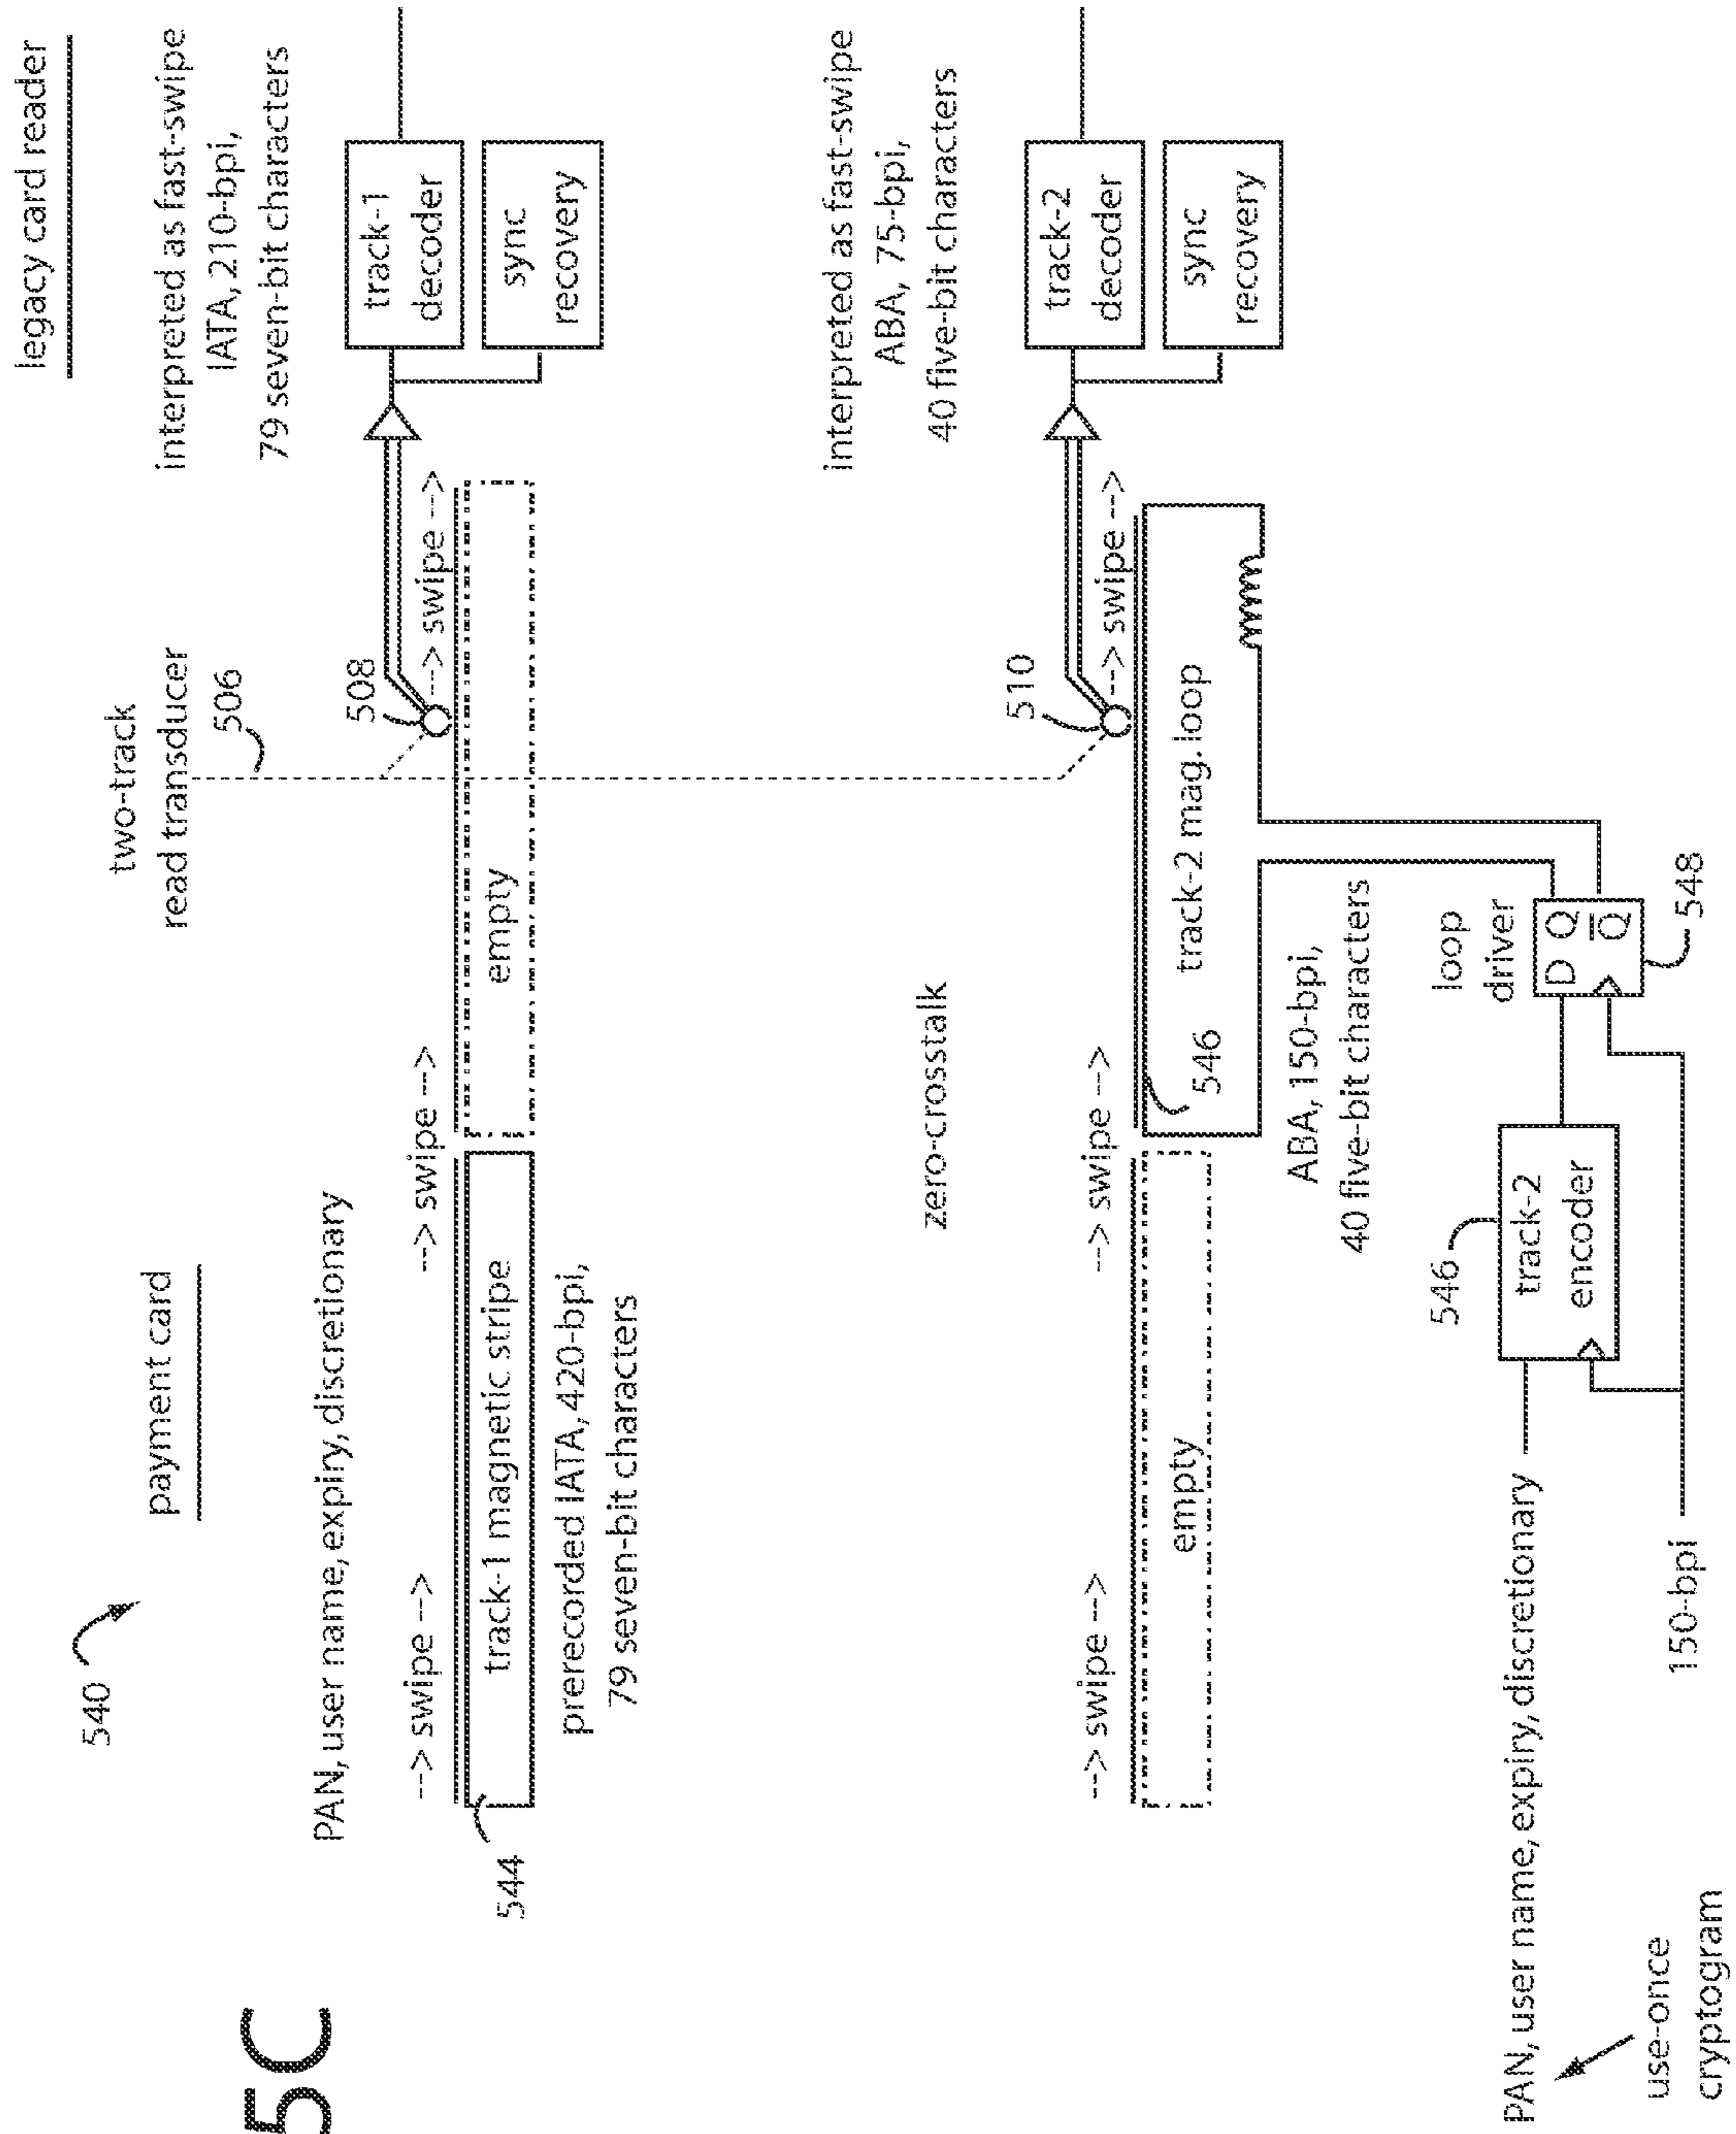 5C
540
payment card
legacy card reader
two-track
read transducer
506
interpreted as fast-swipe
IATA, 210-bpi,
79 seven-bit characters
PAN, user name, expiry, discretionary
508
--> swipe -->
--> swipe -->
---> swipe --->
track-1
decoder
sync
recovery
544
track-1 magnetic stripe
empty
prerecorded IATA, 420-bpi,
79 seven-bit characters
zero-crosstalk
interpreted as fast-swipe
ABA, 75-bpi,
40 five-bit characters
510
--> swipe -->
--> swipe -->
---> swipe --->
track-2
decoder
sync
recovery
empty
546
track-2 mag. loop
ABA, 150-bpi,
40 five-bit characters
546
track-2
encoder
loop
driver
D Q
Q
548
PAN, user name, expiry, discretionary
use-once
cryptogram
150-bpi